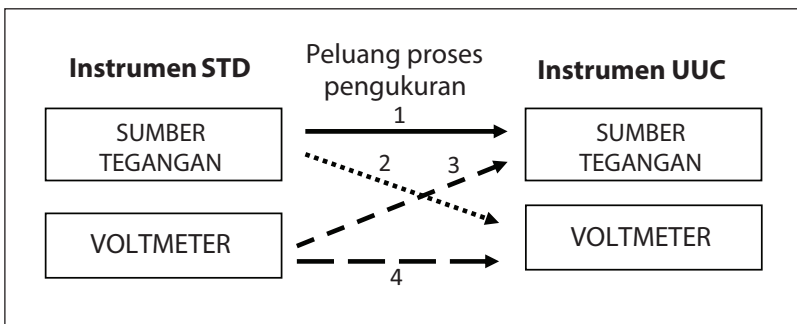 Instrumen STD
Peluang proses
pengukuran
Instrumen UUC
SUMBER
TEGANGAN
1
SUMBER
TEGANGAN
2
3
VOLTMETER
VOLTMETER
4